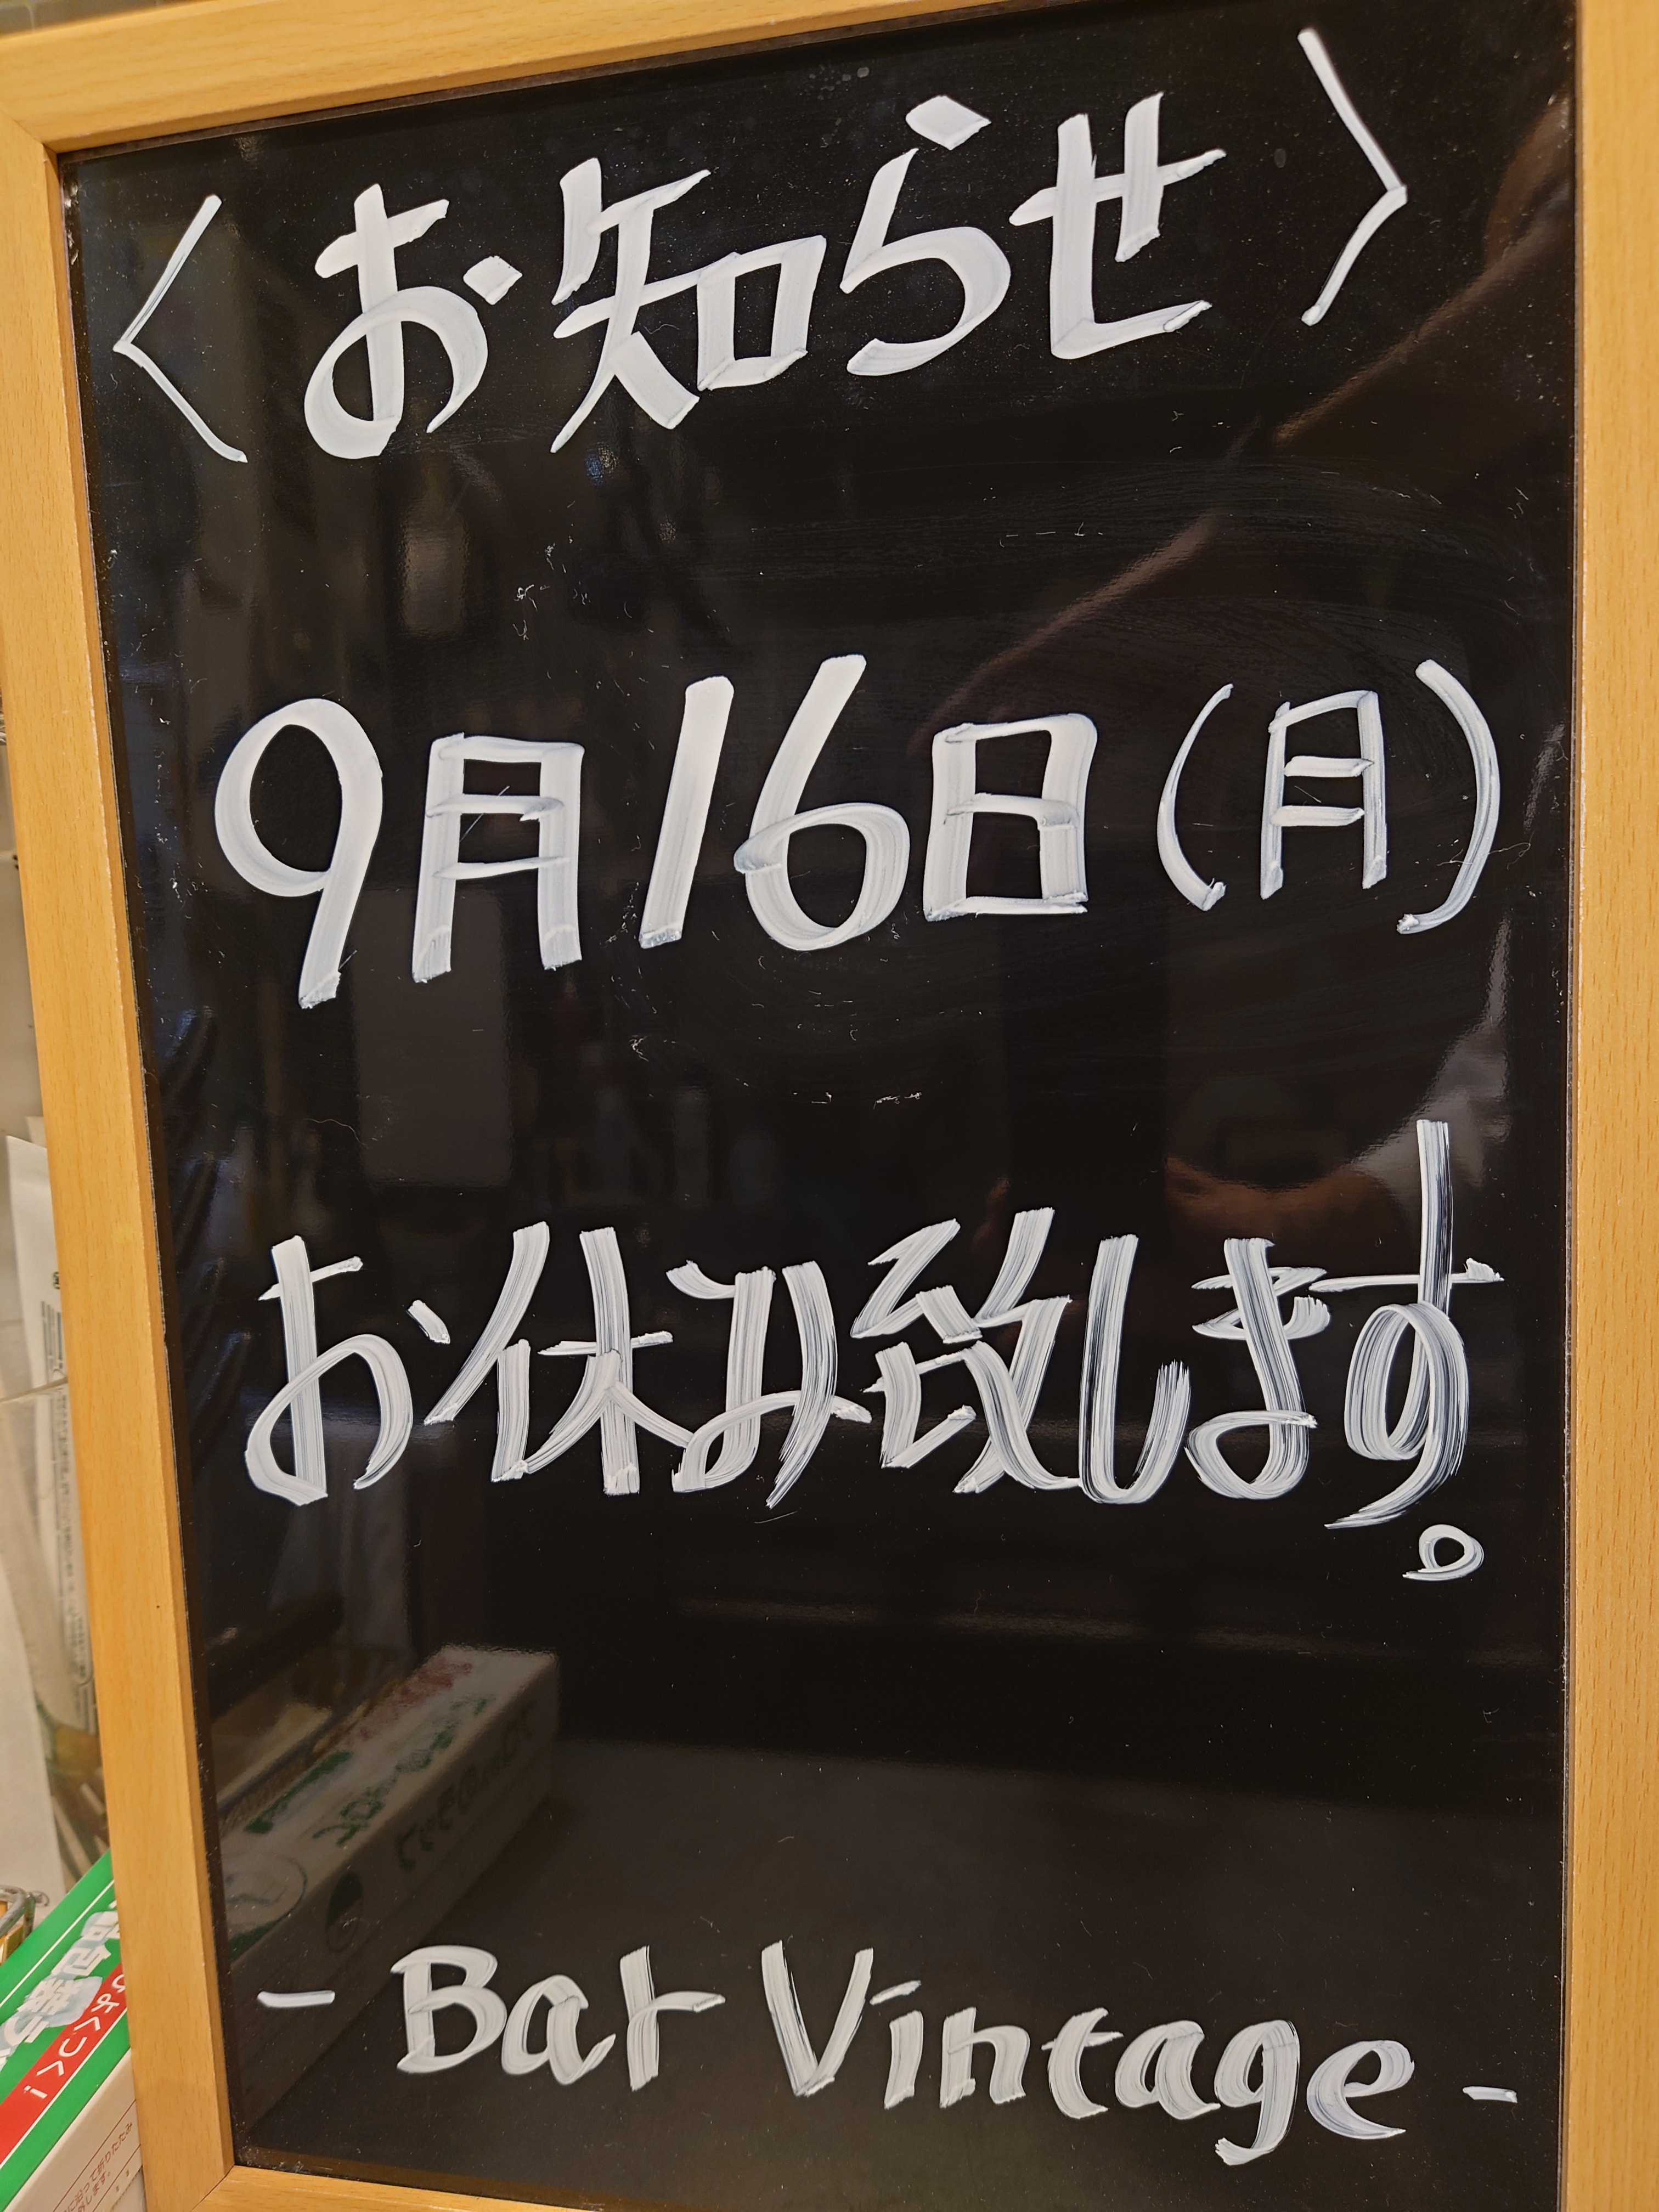 〈お知らせ〉
9月16日(月)
お休み致します。
- Bar Vintage -